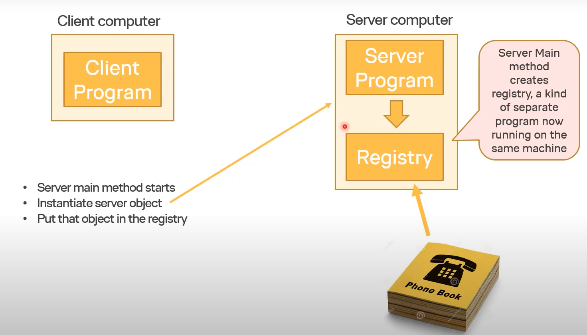 Client computer
Server computer
Client
Program
Server
Program
Registry
Server Main
method
creates
registry, a kind
of separate
program now
running on the
same machine
• Server main method starts
• Instantiate server object
• Put that object in the registry
Phone Book